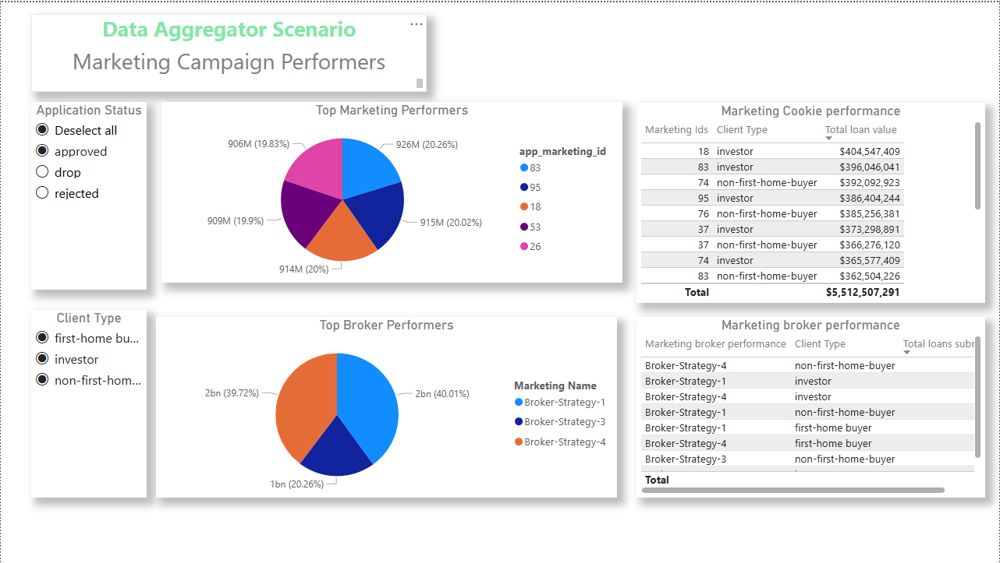 Data Aggregator Scenario
Marketing Campaign Performers
Application Status
Deselect all
approved
drop
rejected
Top Marketing Performers
906M (19.83%)
926M (20.26%)
909M (19.9%)
915M (20.02%)
914M (20%)
app_marketing_id
83
95
18
53
26
Marketing Cookie performance
Marketing Ids Client Type Total loan value
18 investor $404,547,409
83 investor $396,046,041
74 non-first-home-buyer $392,092,923
95 investor $386,404,244
76 non-first-home-buyer $385,256,381
37 investor $373,298,891
37 non-first-home-buyer $366,276,120
74 investor $365,577,409
83 non-first-home-buyer $362,504,226
Total $5,512,507,291
Client Type
first-home bu...
investor
non-first-hom...
Top Broker Performers
2bn (39.72%)
2bn (40.01%)
1bn (20.26%)
Marketing Name
Broker-Strategy-1
Broker-Strategy-3
Broker-Strategy-4
Marketing broker performance
Marketing broker performance Client Type Total loans subr
Broker-Strategy-4 non-first-home-buyer
Broker-Strategy-1 investor
Broker-Strategy-4 investor
Broker-Strategy-1 non-first-home-buyer
Broker-Strategy-1 first-home buyer
Broker-Strategy-4 first-home buyer
Broker-Strategy-3 non-first-home-buyer
Total